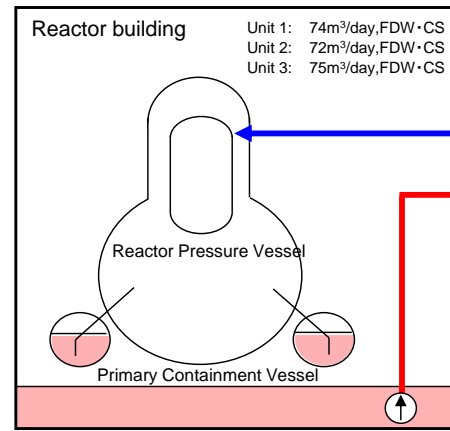 Reactor building
Unit 1: 74m³/day,FDW・CS
Unit 2: 72m³/day,FDW・CS
Unit 3: 75m³/day,FDW・CS
Reactor Pressure Vessel
Primary Containment Vessel